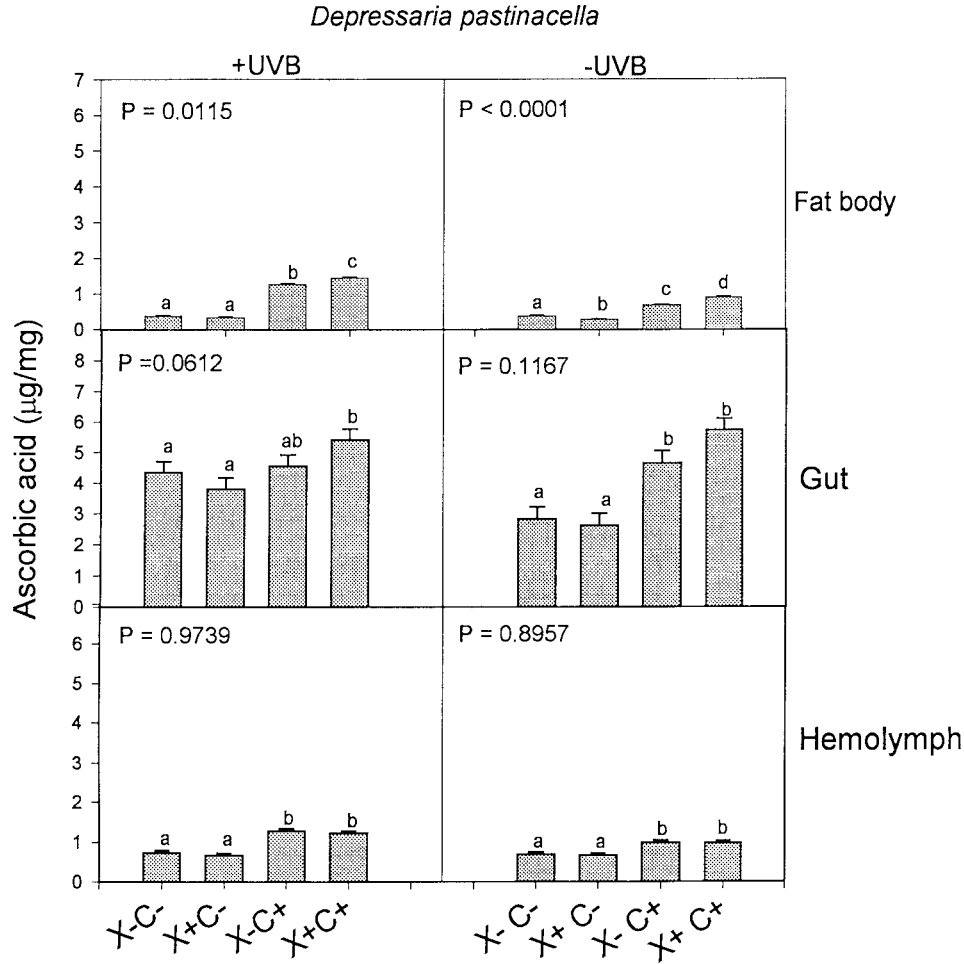 Depressaria pastinacella
+UVB
-UVB
7
6
5
4
3
2
1
0
P = 0.0115
a
a
b
c
P < 0.0001
a
b
c
d
Fat body
Ascorbic acid (µg/mg)
8
7
6
5
4
3
2
1
0
P =0.0612
a
a
ab
b
P = 0.1167
a
a
b
b
Gut
6
5
4
3
2
1
0
P = 0.9739
a
a
b
b
P = 0.8957
a
a
b
b
Hemolymph
X-C-
X+C-
X-C+
X+C+
X- C-
X+ C-
X- C+
X+ C+